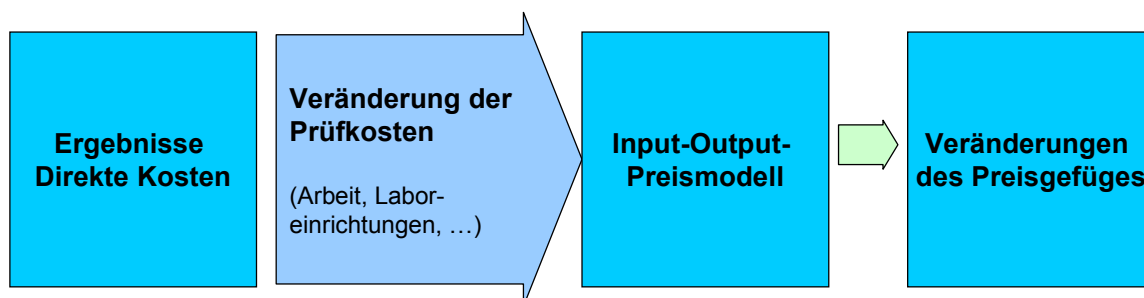 Ergebnisse
Direkte Kosten
Veränderung der
Prüfkosten
(Arbeit, Labor-
einrichtungen, …)
Input-Output-
Preismodell
Veränderungen
des Preisgefüges